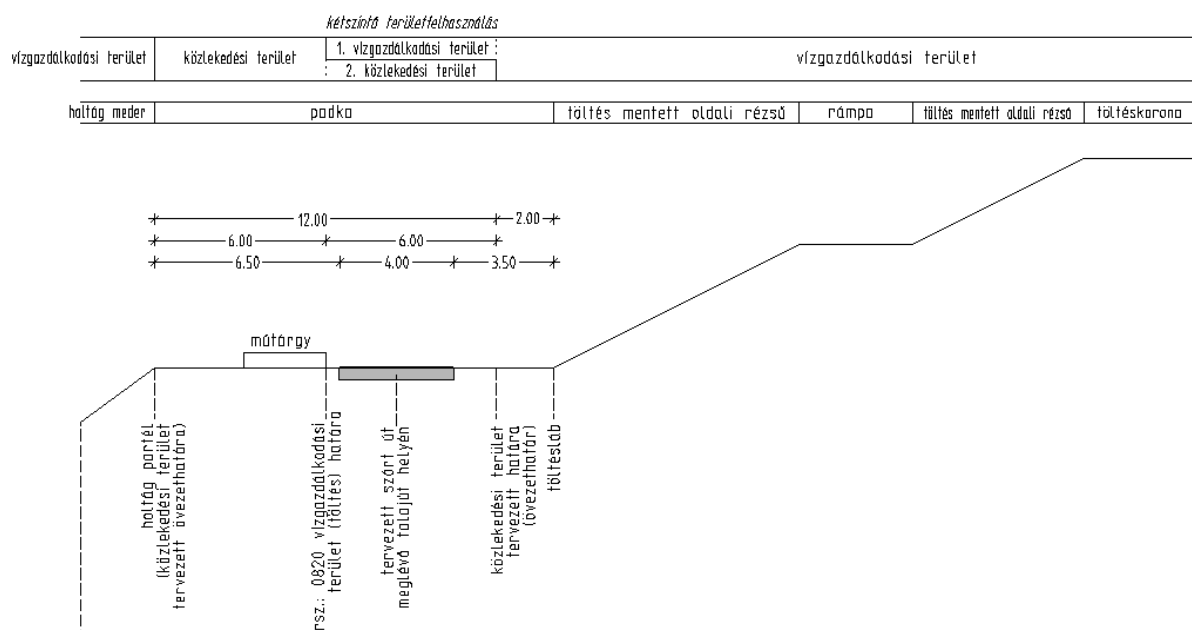 kétszintő területfelhasználás
vízgazdálkodási terület
közlekedési terület
1. vízgazdálkodási terület
2. közlekedési terület
vízgazdálkodási terület
holtág meder
padka
töltés mentett oldali rézsű
rámpa
töltés mentett oldali rézsű
töltéskorona
12.00
2.00
6.00
6.00
6.50
4.00
3.50
műtárgy
holtág partél
(közlekedési terület
tervezett övezethatára)
rsz.: 0820 vízgazdálkodási
terület (töltés) határa
tervezett szórt út
meglévő talajút helyén
közlekedési terület
tervezett határa
(övezethatár)
töltésláb